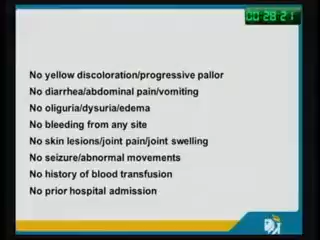 00:28:21
No yellow discoloration/progressive pallor
No diarrhea/abdominal pain/vomiting
No oliguria/dysuria/edema
No bleeding from any site
No skin lesions/joint pain/joint swelling
No seizure/abnormal movements
No history of blood transfusion
No prior hospital admission